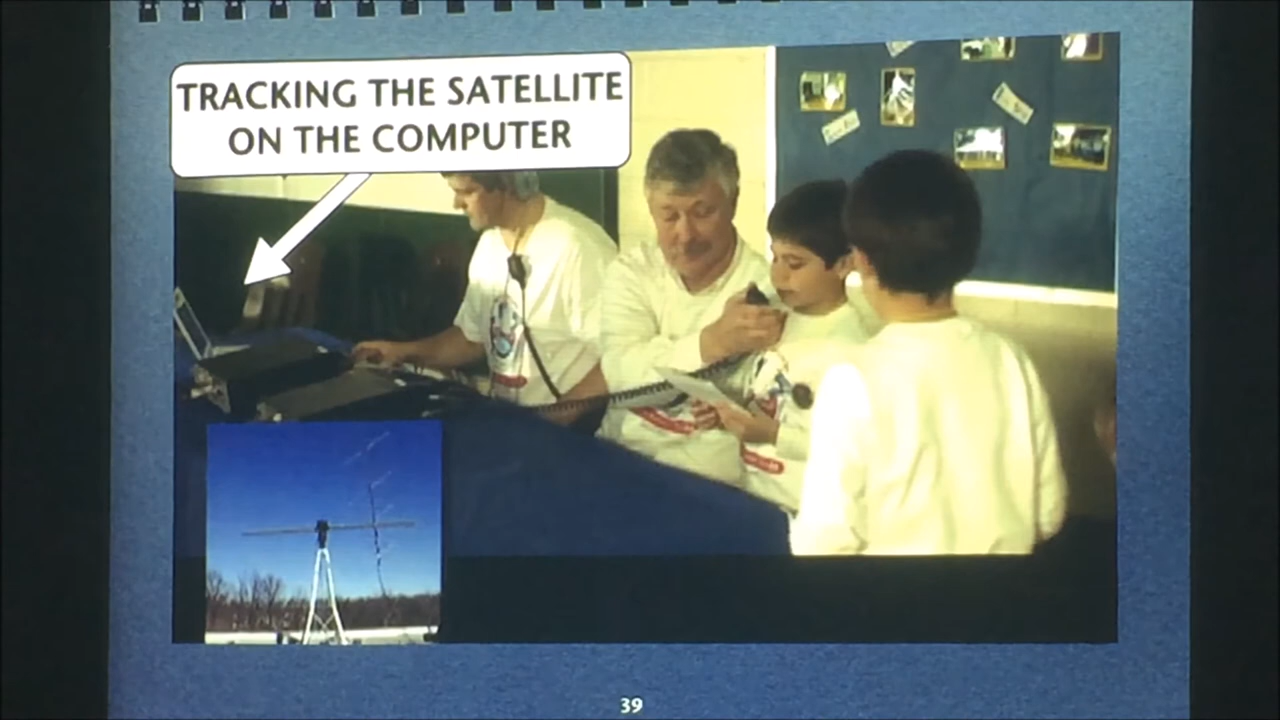 TRACKING THE SATELLITE
ON THE COMPUTER
39